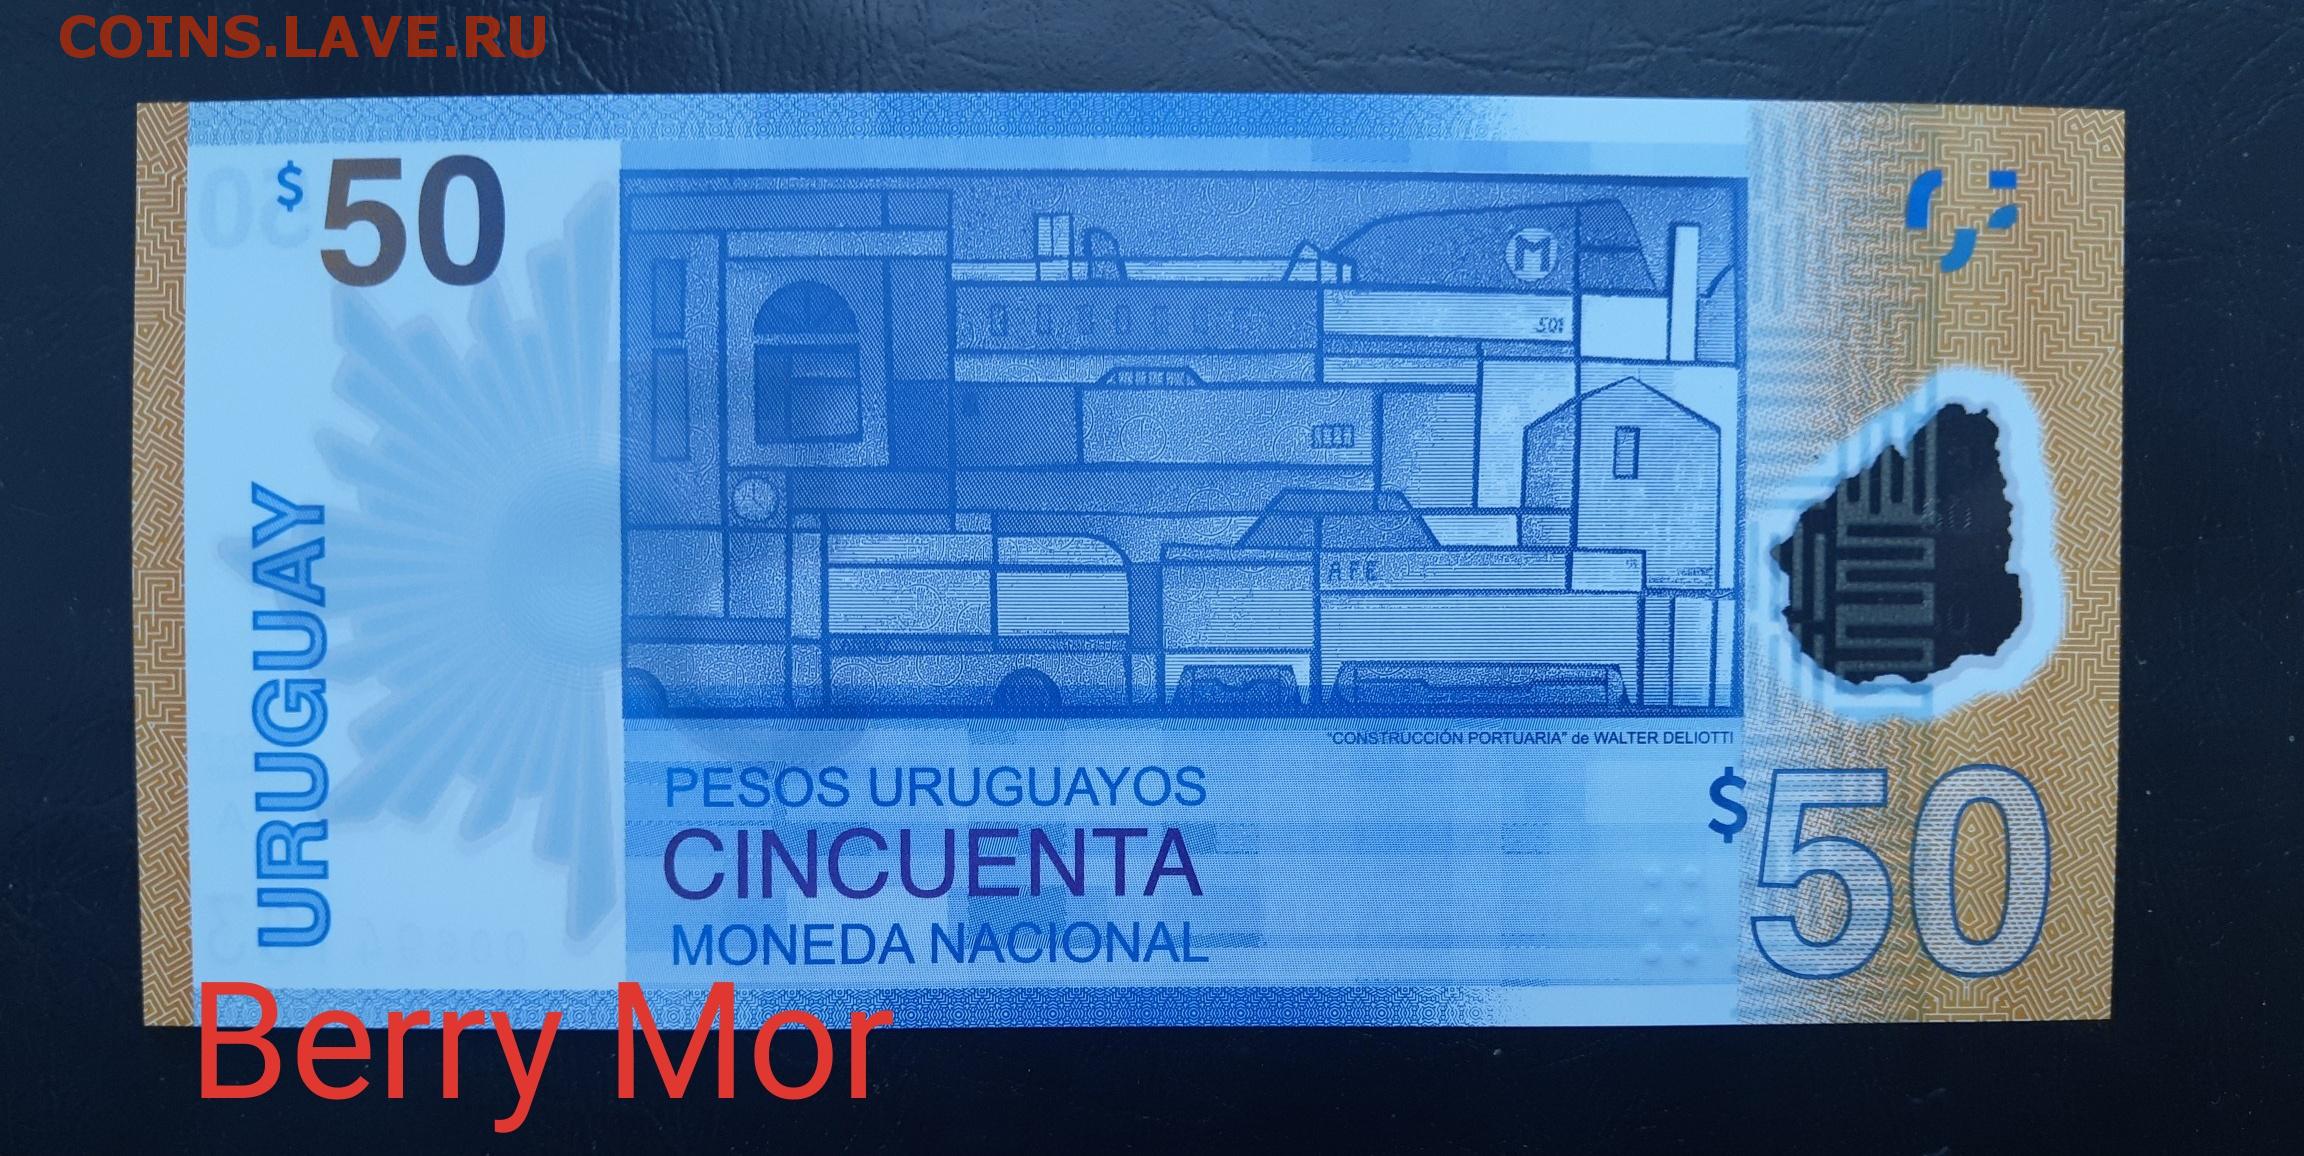 COINS.LAVE.RU
$50
M
501
AFE
URUGUAY
"CONSTRUCCIÓN PORTUARIA" de WALTER DELIOTTI
PESOS URUGUAYOS
CINCUENTA
MONEDA NACIONAL
$50
Berry Mor